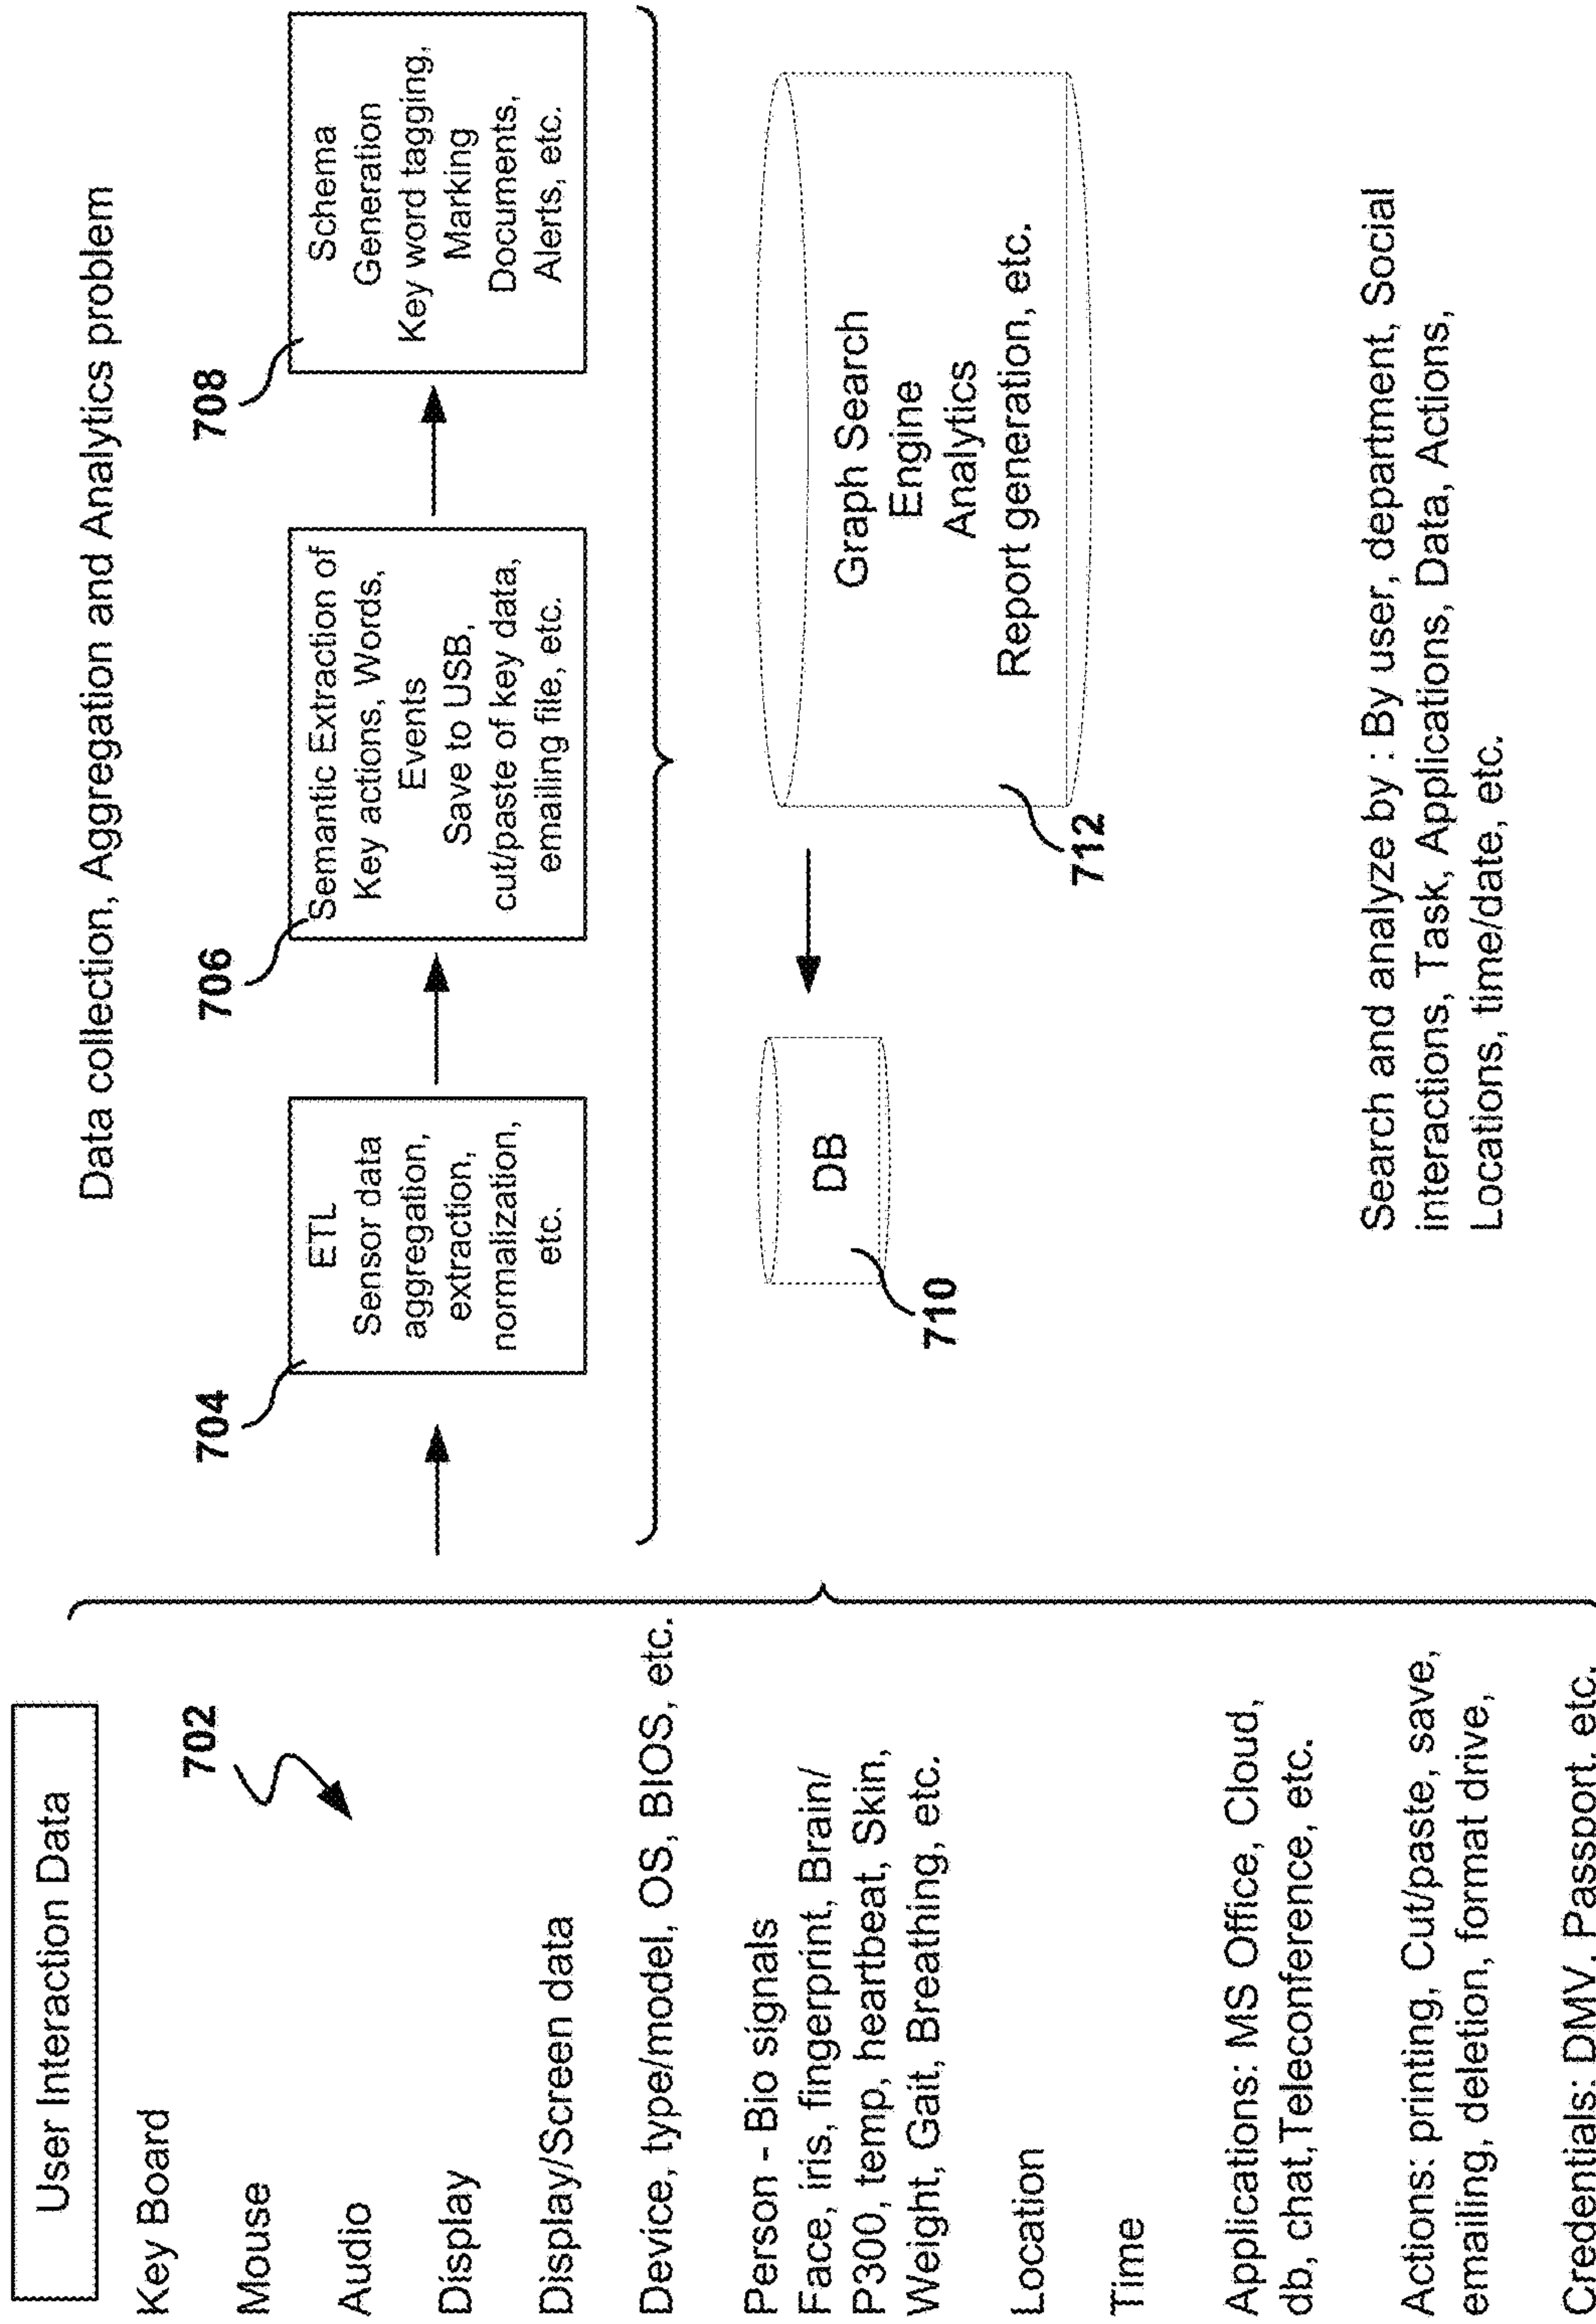 User Interaction Data
Key Board
Mouse
Audio
Display
Display/Screen data
Device, type/model, OS, BIOS, etc.
Person - Bio signals
Face, iris, fingerprint, Brain/
P300, temp, heartbeat, Skin,
Weight, Gait, Breathing, etc.
Location
Time
Applications: MS Office, Cloud,
db, chat,Teleconference, etc.
Actions: printing, Cut/paste, save,
emailing, deletion, format drive,
Credentials: DMV, Passport, etc.
702
Data collection, Aggregation and Analytics problem
704
ETL
Sensor data
aggregation,
extraction,
normalization,
etc.
706
Semantic Extraction of
Key actions, Words,
Events
Save to USB,
cut/paste of key data,
emailing file, etc.
708
Schema
Generation
Key word tagging,
Marking
Documents,
Alerts, etc.
DB
710
Graph Search
Engine
Analytics
Report generation, etc.
712
Search and analyze by : By user, department, Social
interactions, Task, Applications, Data, Actions,
Locations, time/date, etc.